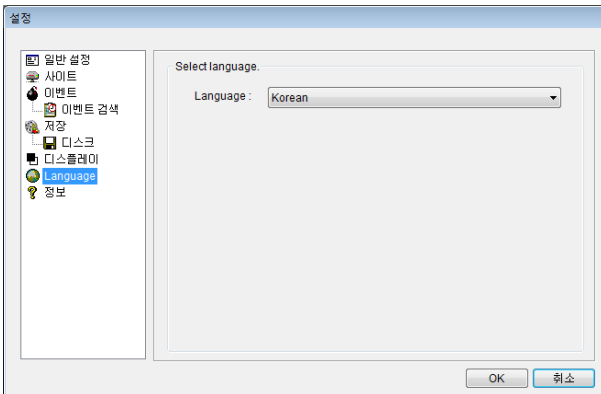 설정
일반 설정
사이트
이벤트
이벤트 검색
저장
디스크
디스플레이
Language
정보
Select language.
Language : Korean
OK 취소